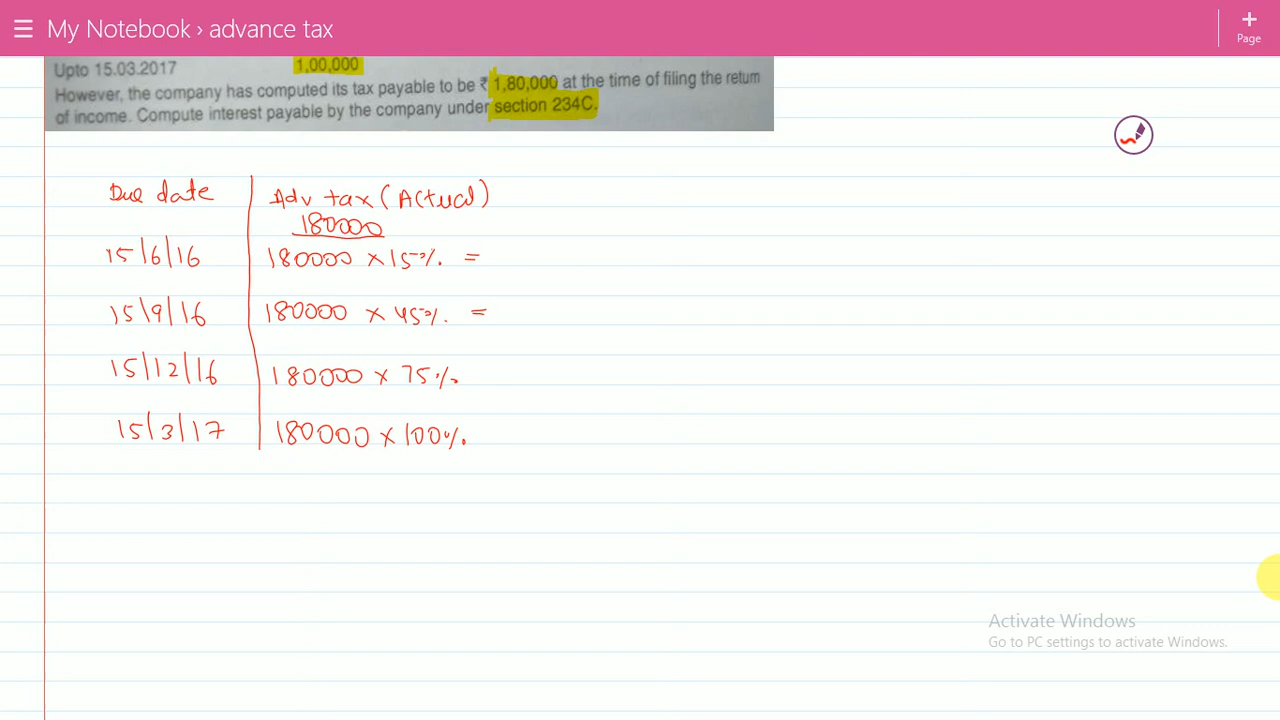 My Notebook › advance tax
Page
Upto 15.03.2017 1,00,000
However, the company has computed its tax payable to be ₹ 1,80,000 at the time of filing the return
of income. Compute interest payable by the company under section 234C.
Due date Adv tax (Actual)
180000
15/6/16 180000 × 15% =
15/9/16 180000 × 45% =
15/12/16 180000 × 75%
15/3/17 180000 × 100%
Activate Windows
Go to PC settings to activate Windows.